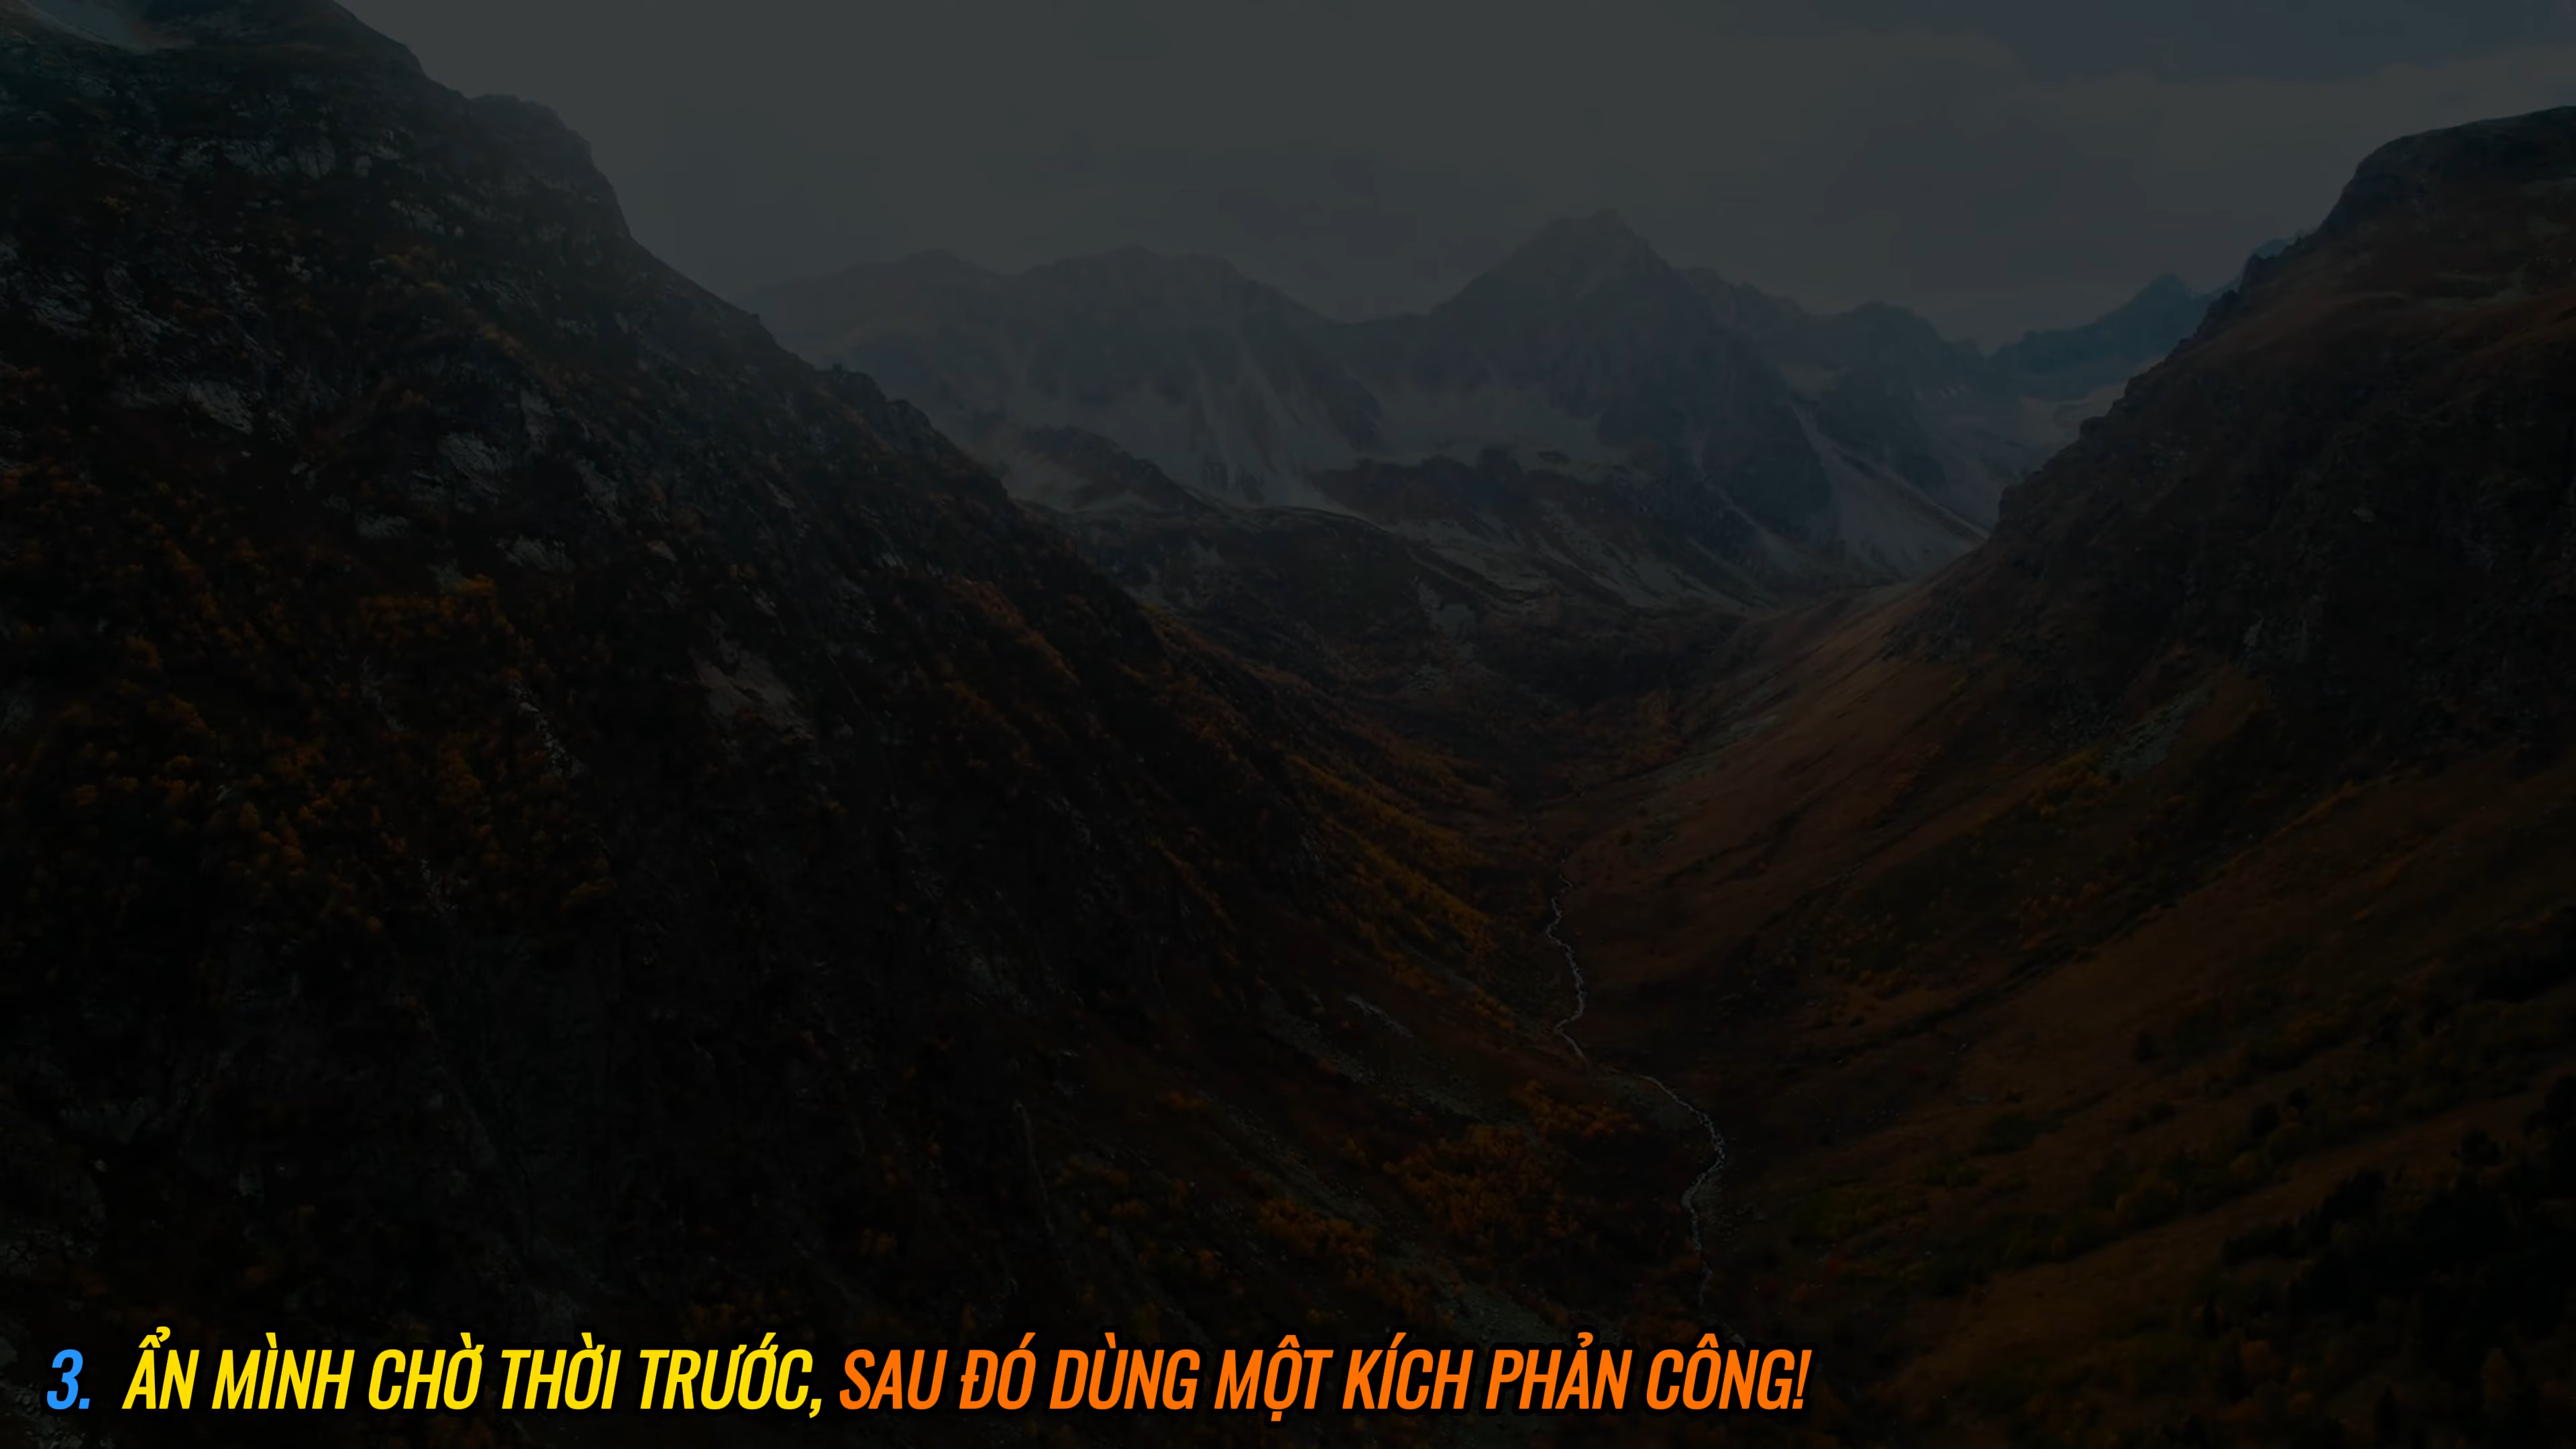 3. ẨN MÌNH CHỜ THỜI TRƯỚC, SAU ĐÓ DÙNG MỘT KÍCH PHẢN CÔNG!